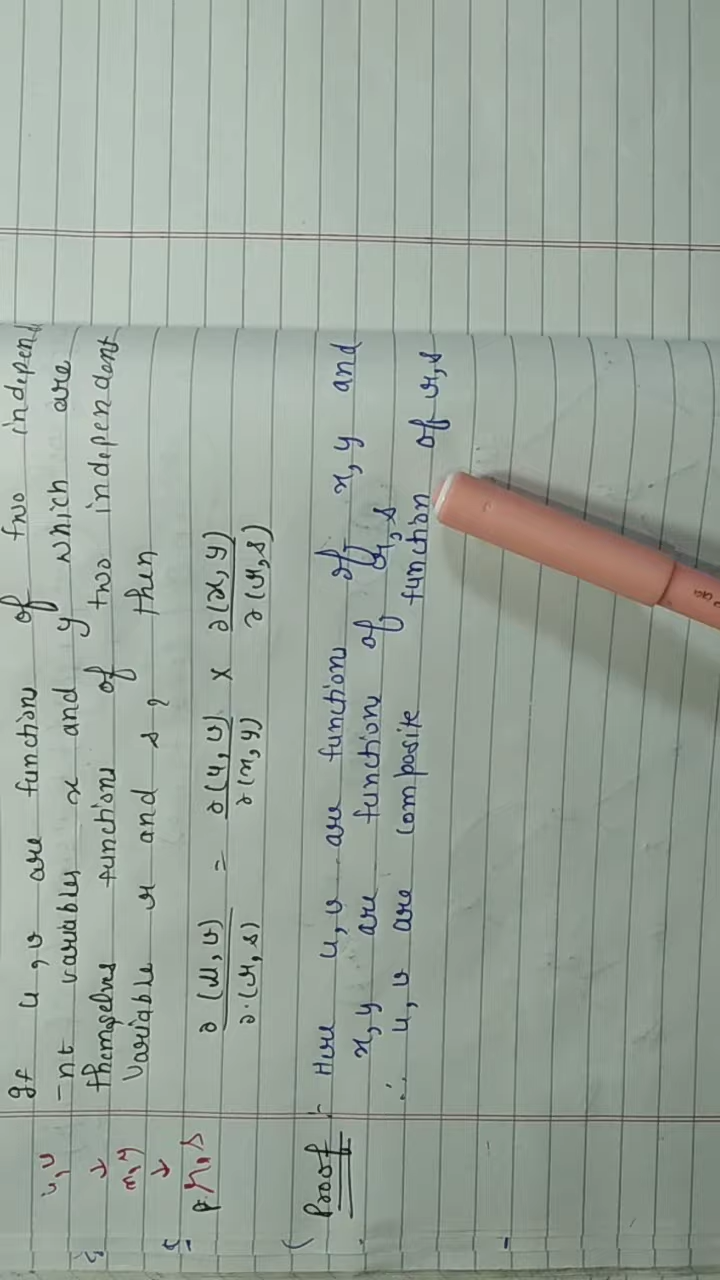 If u, v are functions of two independ
-nt variables x and y which are
themselves functions of two independent
Variable r and s, then
∂(u, v) / ∂(r, s) = ∂(u, v) / ∂(x, y) × ∂(x, y) / ∂(r, s)
u, v
↓
x, y
↓
r, s
Proof :- Here u, v are function of x, y and
x, y are function of r, s
∴ u, v are composite function of r, s